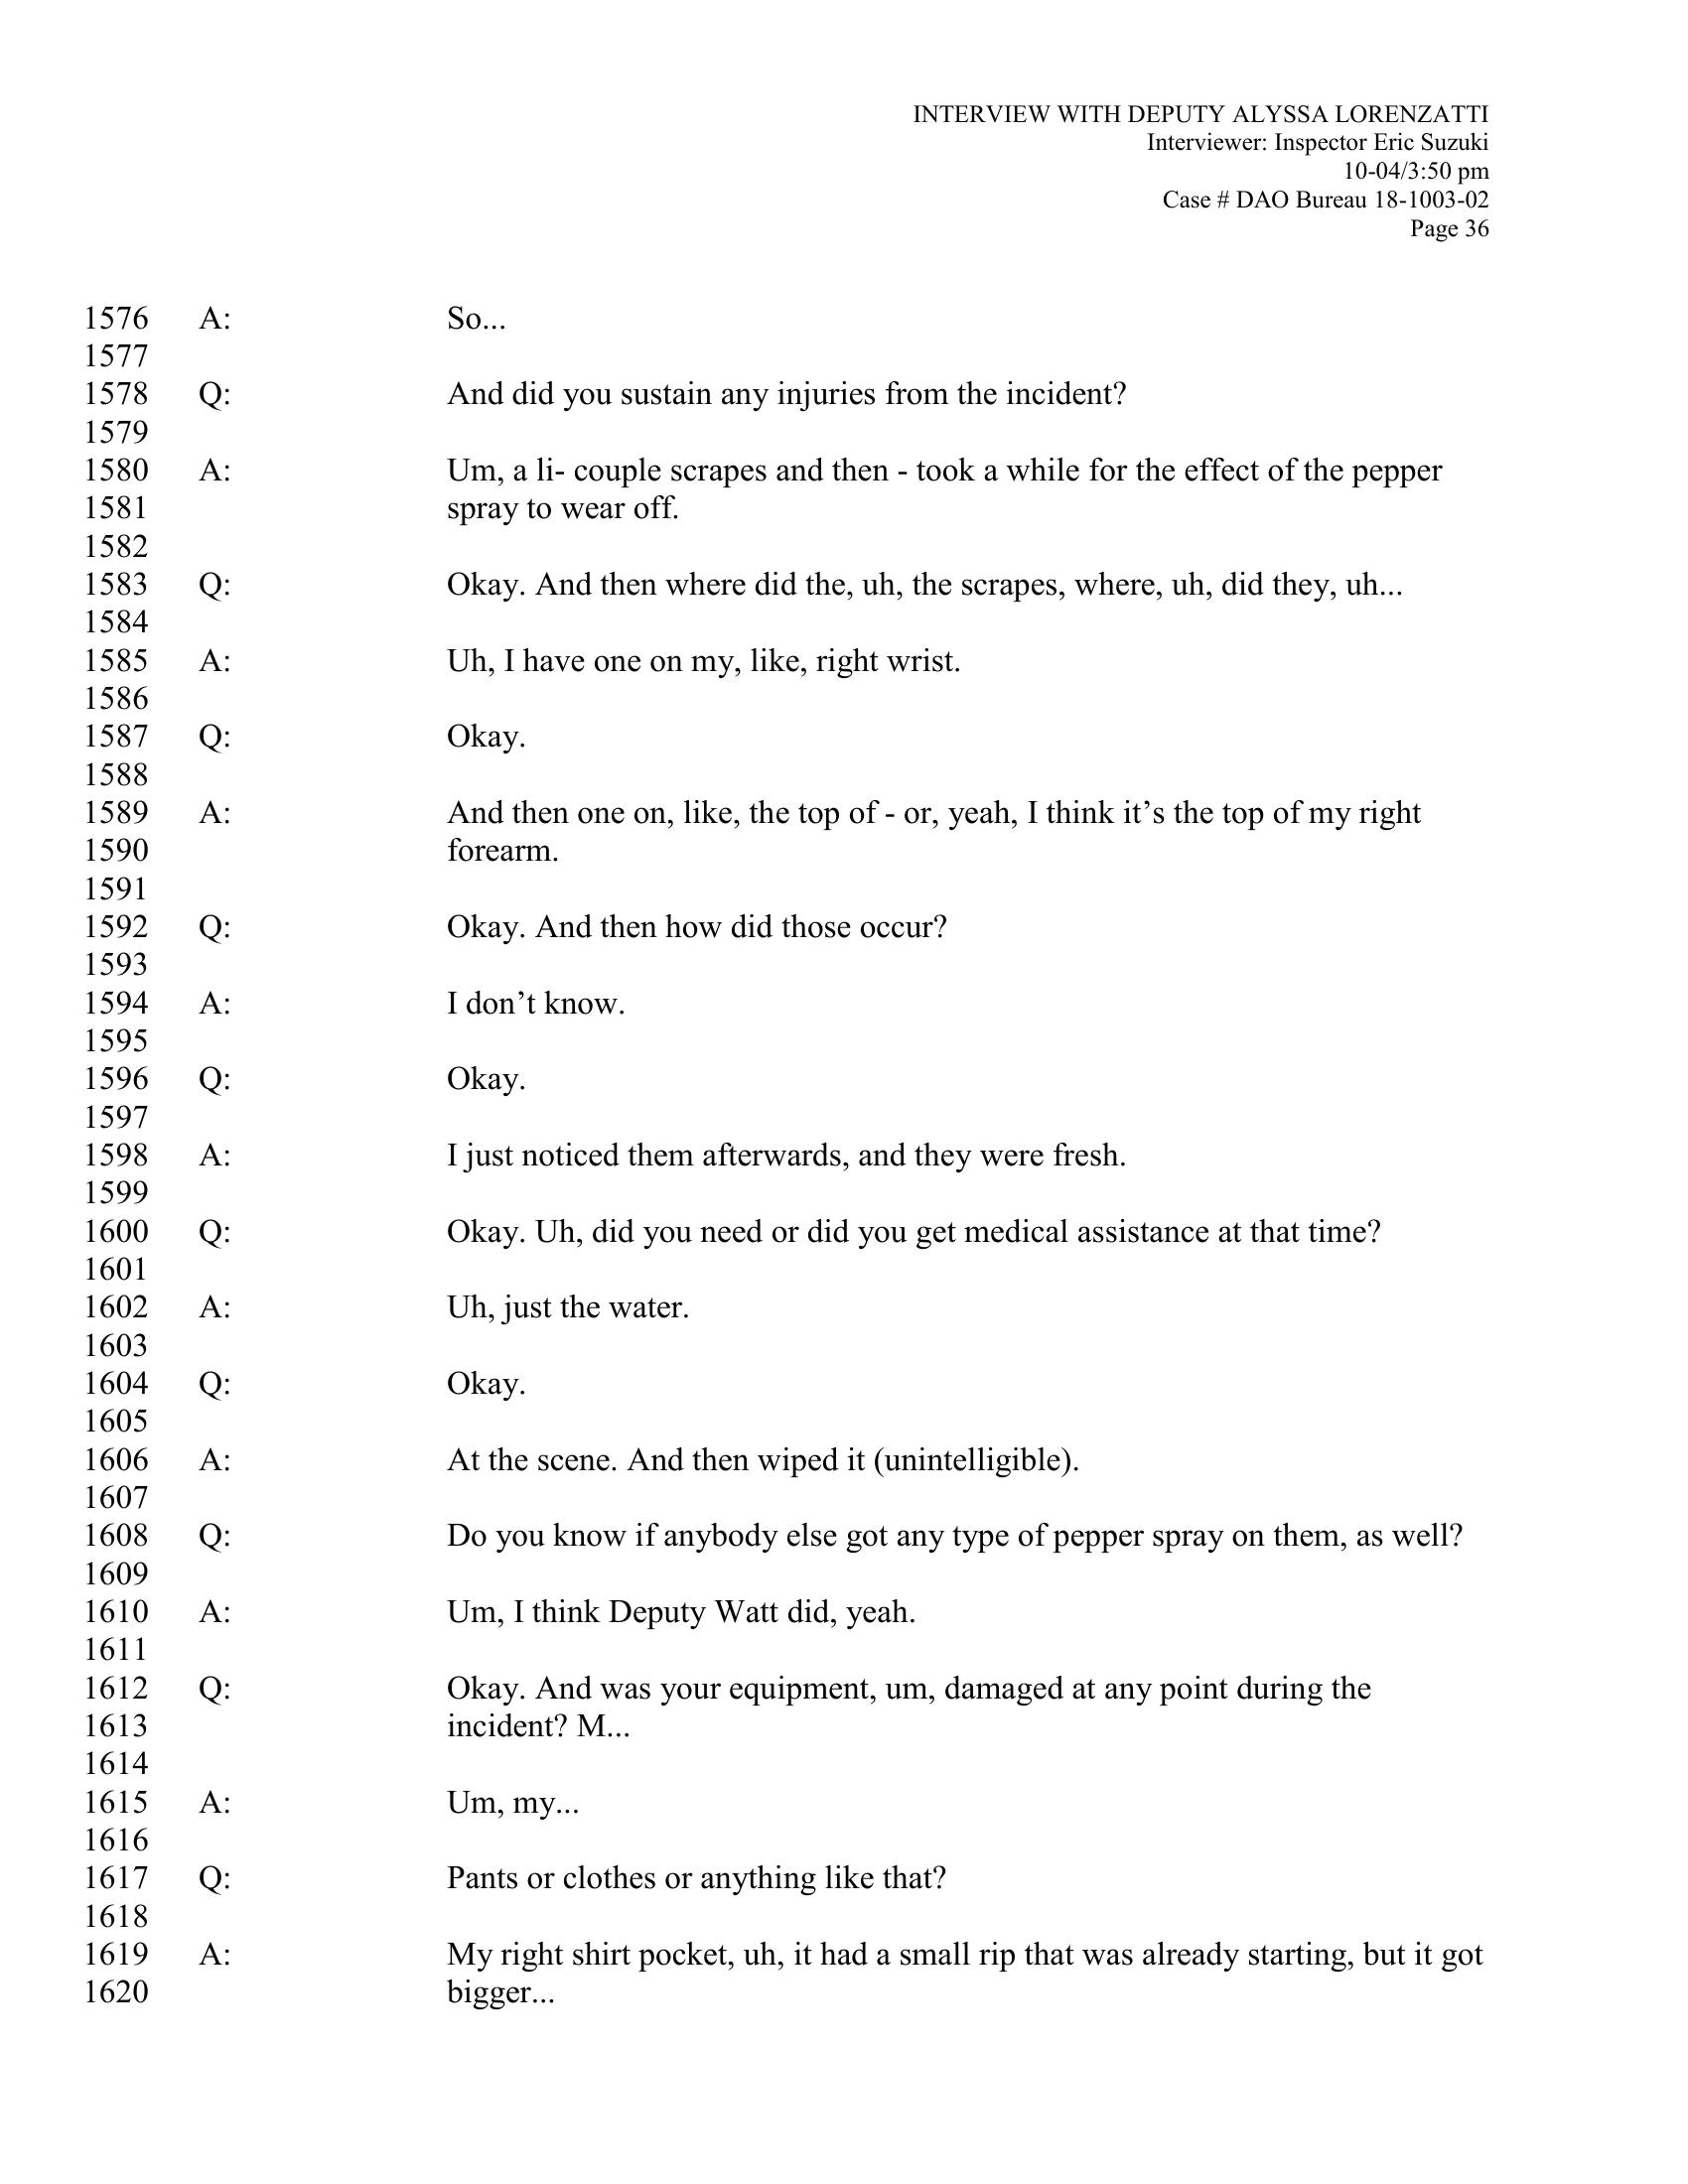 INTERVIEW WITH DEPUTY ALYSSA LORENZATTI
Interviewer: Inspector Eric Suzuki
10-04/3:50 pm
Case # DAO Bureau 18-1003-02
Page 36
1576 A: So...
1577
1578 Q: And did you sustain any injuries from the incident?
1579
1580 A: Um, a li- couple scrapes and then - took a while for the effect of the pepper
1581 spray to wear off.
1582
1583 Q: Okay. And then where did the, uh, the scrapes, where, uh, did they, uh...
1584
1585 A: Uh, I have one on my, like, right wrist.
1586
1587 Q: Okay.
1588
1589 A: And then one on, like, the top of - or, yeah, I think it’s the top of my right
1590 forearm.
1591
1592 Q: Okay. And then how did those occur?
1593
1594 A: I don’t know.
1595
1596 Q: Okay.
1597
1598 A: I just noticed them afterwards, and they were fresh.
1599
1600 Q: Okay. Uh, did you need or did you get medical assistance at that time?
1601
1602 A: Uh, just the water.
1603
1604 Q: Okay.
1605
1606 A: At the scene. And then wiped it (unintelligible).
1607
1608 Q: Do you know if anybody else got any type of pepper spray on them, as well?
1609
1610 A: Um, I think Deputy Watt did, yeah.
1611
1612 Q: Okay. And was your equipment, um, damaged at any point during the
1613 incident? M...
1614
1615 A: Um, my...
1616
1617 Q: Pants or clothes or anything like that?
1618
1619 A: My right shirt pocket, uh, it had a small rip that was already starting, but it got
1620 bigger...